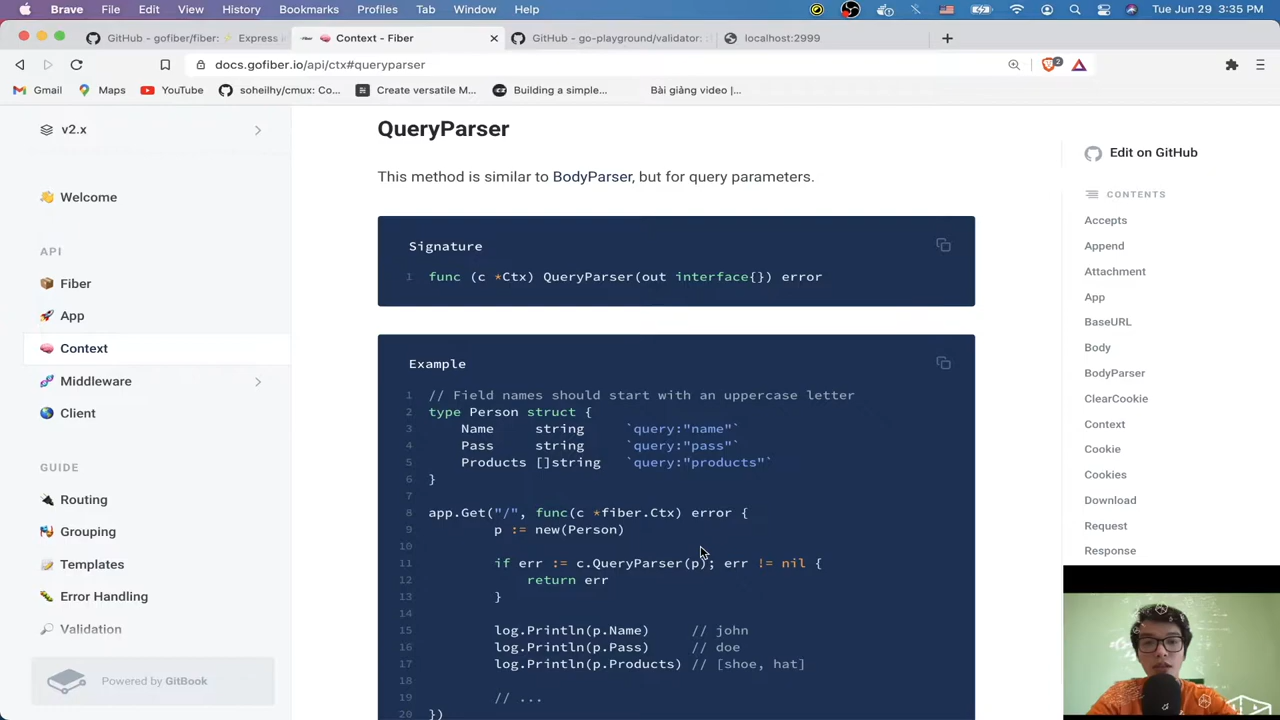 Brave File Edit View History Bookmarks Profiles Tab Window Help Thu Mar 3 3:35 PM
GitHub - gofiber/fiber: ⚡ Express
Context - Fiber
GitHub - go-playground/validator:
localhost:2999
docs.gofiber.io/api/ctx#queryparser
2
Gmail
Maps
YouTube
soheilhy/cmux: Co...
Create versatile M...
Building a simple...
Bài giảng video |...
v2.x
Welcome
API
Fiber
App
Context
Middleware
Client
GUIDE
Routing
Grouping
Templates
Error Handling
Validation
Powered by GitBook
QueryParser
This method is similar to BodyParser, but for query parameters.
Signature
1 func (c *Ctx) QueryParser(out interface{}) error
Example
1 // Field names should start with an uppercase letter
2 type Person struct {
3 Name string `query:"name"`
4 Pass string `query:"pass"`
5 Products []string `query:"products"`
6 }
7
8 app.Get("/", func(c *fiber.Ctx) error {
9 p := new(Person)
10
11 if err := c.QueryParser(p); err != nil {
12 return err
13 }
14
15 log.Println(p.Name) // john
16 log.Println(p.Pass) // doe
17 log.Println(p.Products) // [shoe, hat]
18
19 // ...
20 })
Edit on GitHub
CONTENTS
Accepts
Append
Attachment
App
BaseURL
Body
BodyParser
ClearCookie
Context
Cookie
Cookies
Download
Request
Response